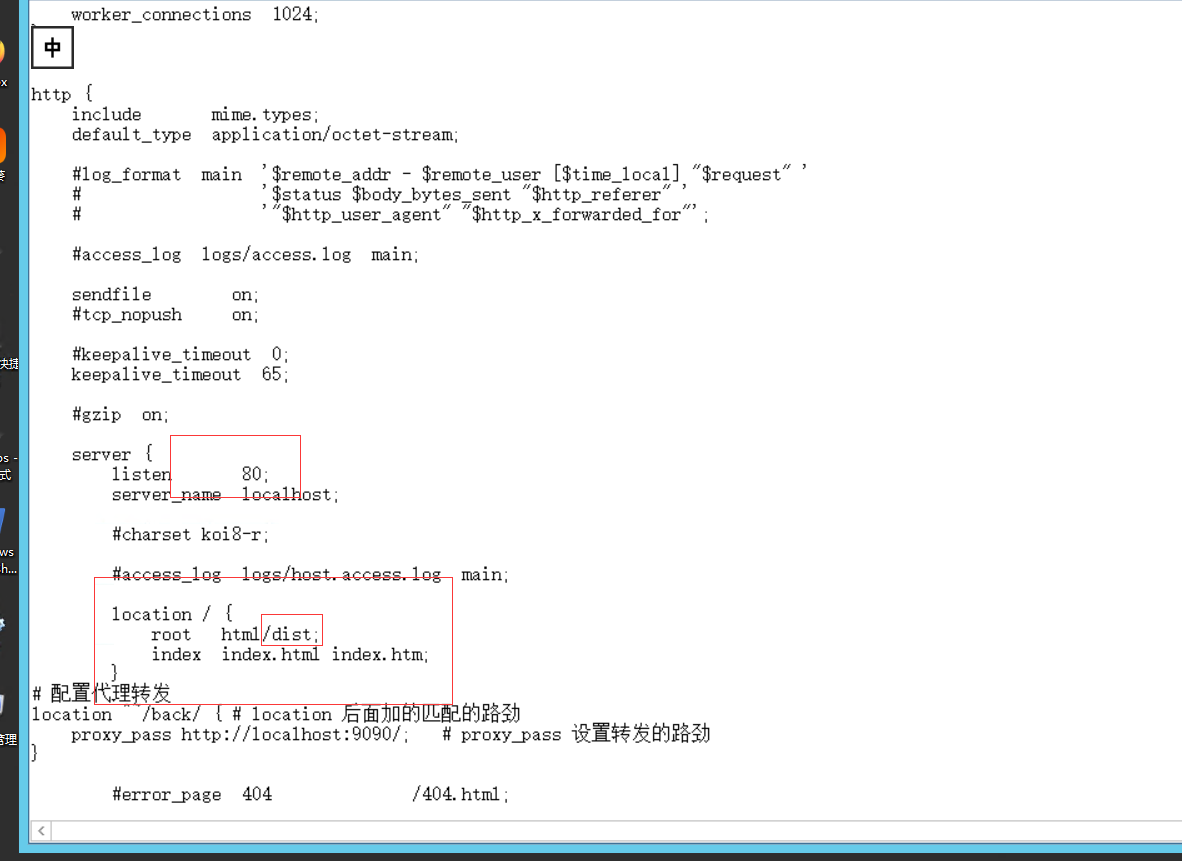 worker_connections  1024;
中
http {
    include       mime.types;
    default_type  application/octet-stream;
    #log_format  main  '$remote_addr - $remote_user [$time_local] "$request" '
    #                  '$status $body_bytes_sent "$http_referer" '
    #                  '"$http_user_agent" "$http_x_forwarded_for"';
    #access_log  logs/access.log  main;
    sendfile        on;
    #tcp_nopush     on;
    #keepalive_timeout  0;
    keepalive_timeout  65;
    #gzip  on;
    server {
        listen       80;
        server_name  localhost;
        #charset koi8-r;
        #access_log  logs/host.access.log  main;
        location / {
            root   html/dist;
            index  index.html index.htm;
        }
# 配置代理转发
location ^~ /back/ { # location 后面加的匹配的路劲
    proxy_pass http://localhost:9090/;   # proxy_pass 设置转发的路劲
}
        #error_page  404              /404.html;
快捷
式
管理